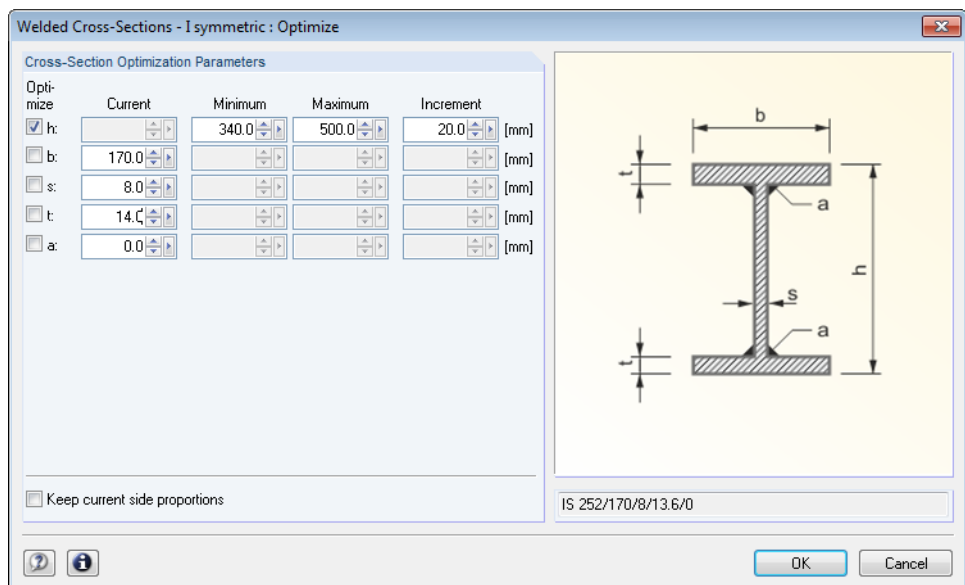 Welded Cross-Sections - I symmetric : Optimize
Cross-Section Optimization Parameters
Opti-
mize Current Minimum Maximum Increment
h: 340.0 500.0 20.0 [mm]
b: 170.0 [mm]
s: 8.0 [mm]
t: 14.0 [mm]
a: 0.0 [mm]
Keep current side proportions
b
t
a
h
s
a
t
IS 252/170/8/13.6/0
OK Cancel